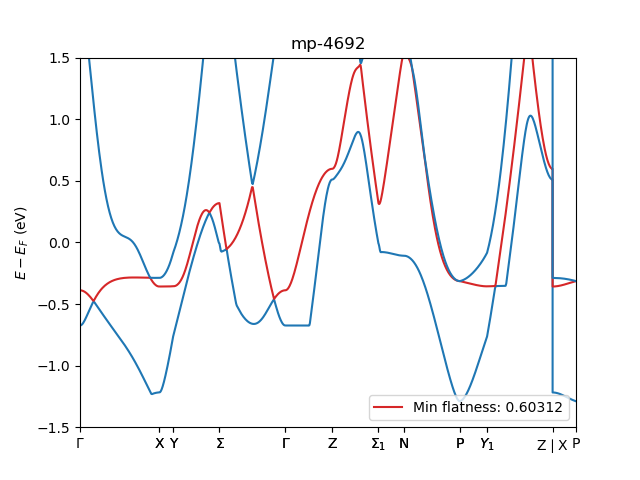 mp-4692
E − E_F (eV)
1.5
1.0
0.5
0.0
−0.5
−1.0
−1.5
Min flatness: 0.60312
Γ X Y Σ Γ Z Σ₁ N P Y₁ Z | X P